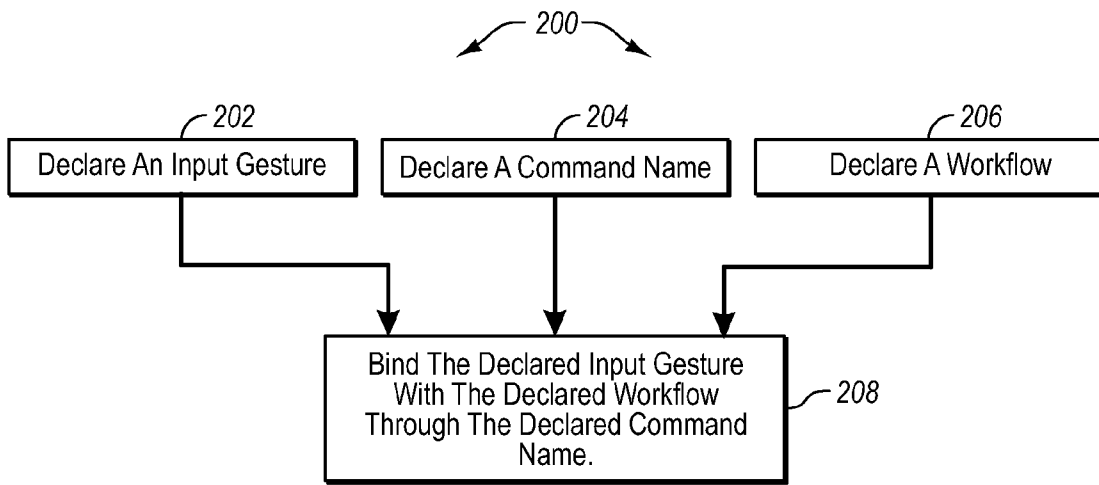 200
202 204 206
Declare An Input Gesture Declare A Command Name Declare A Workflow
Bind The Declared Input Gesture
With The Declared Workflow
Through The Declared Command
Name.
208